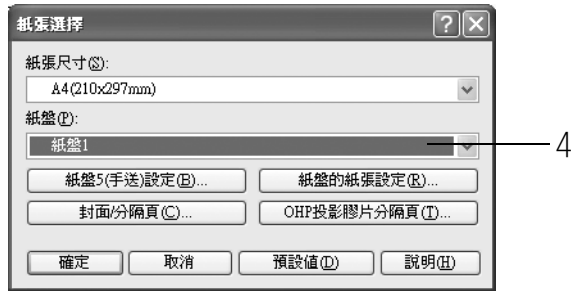 紙張選擇
紙張尺寸(S):
A4(210x297mm)
紙盤(P):
紙盤1
4
紙盤5(手送)設定(B)... 紙盤的紙張設定(R)...
封面/分隔頁(C)... OHP投影膠片分隔頁(T)...
確定 取消 預設值(D) 說明(H)